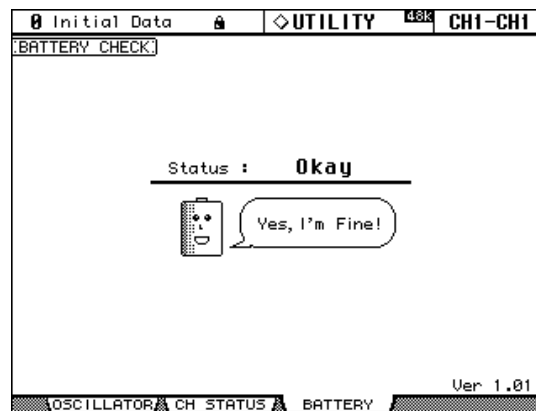 0 Initial Data ◇UTILITY 48k CH1-CH1
BATTERY CHECK
Status : Okay
Yes, I'm Fine!
Ver 1.01
OSCILLATOR CH STATUS BATTERY